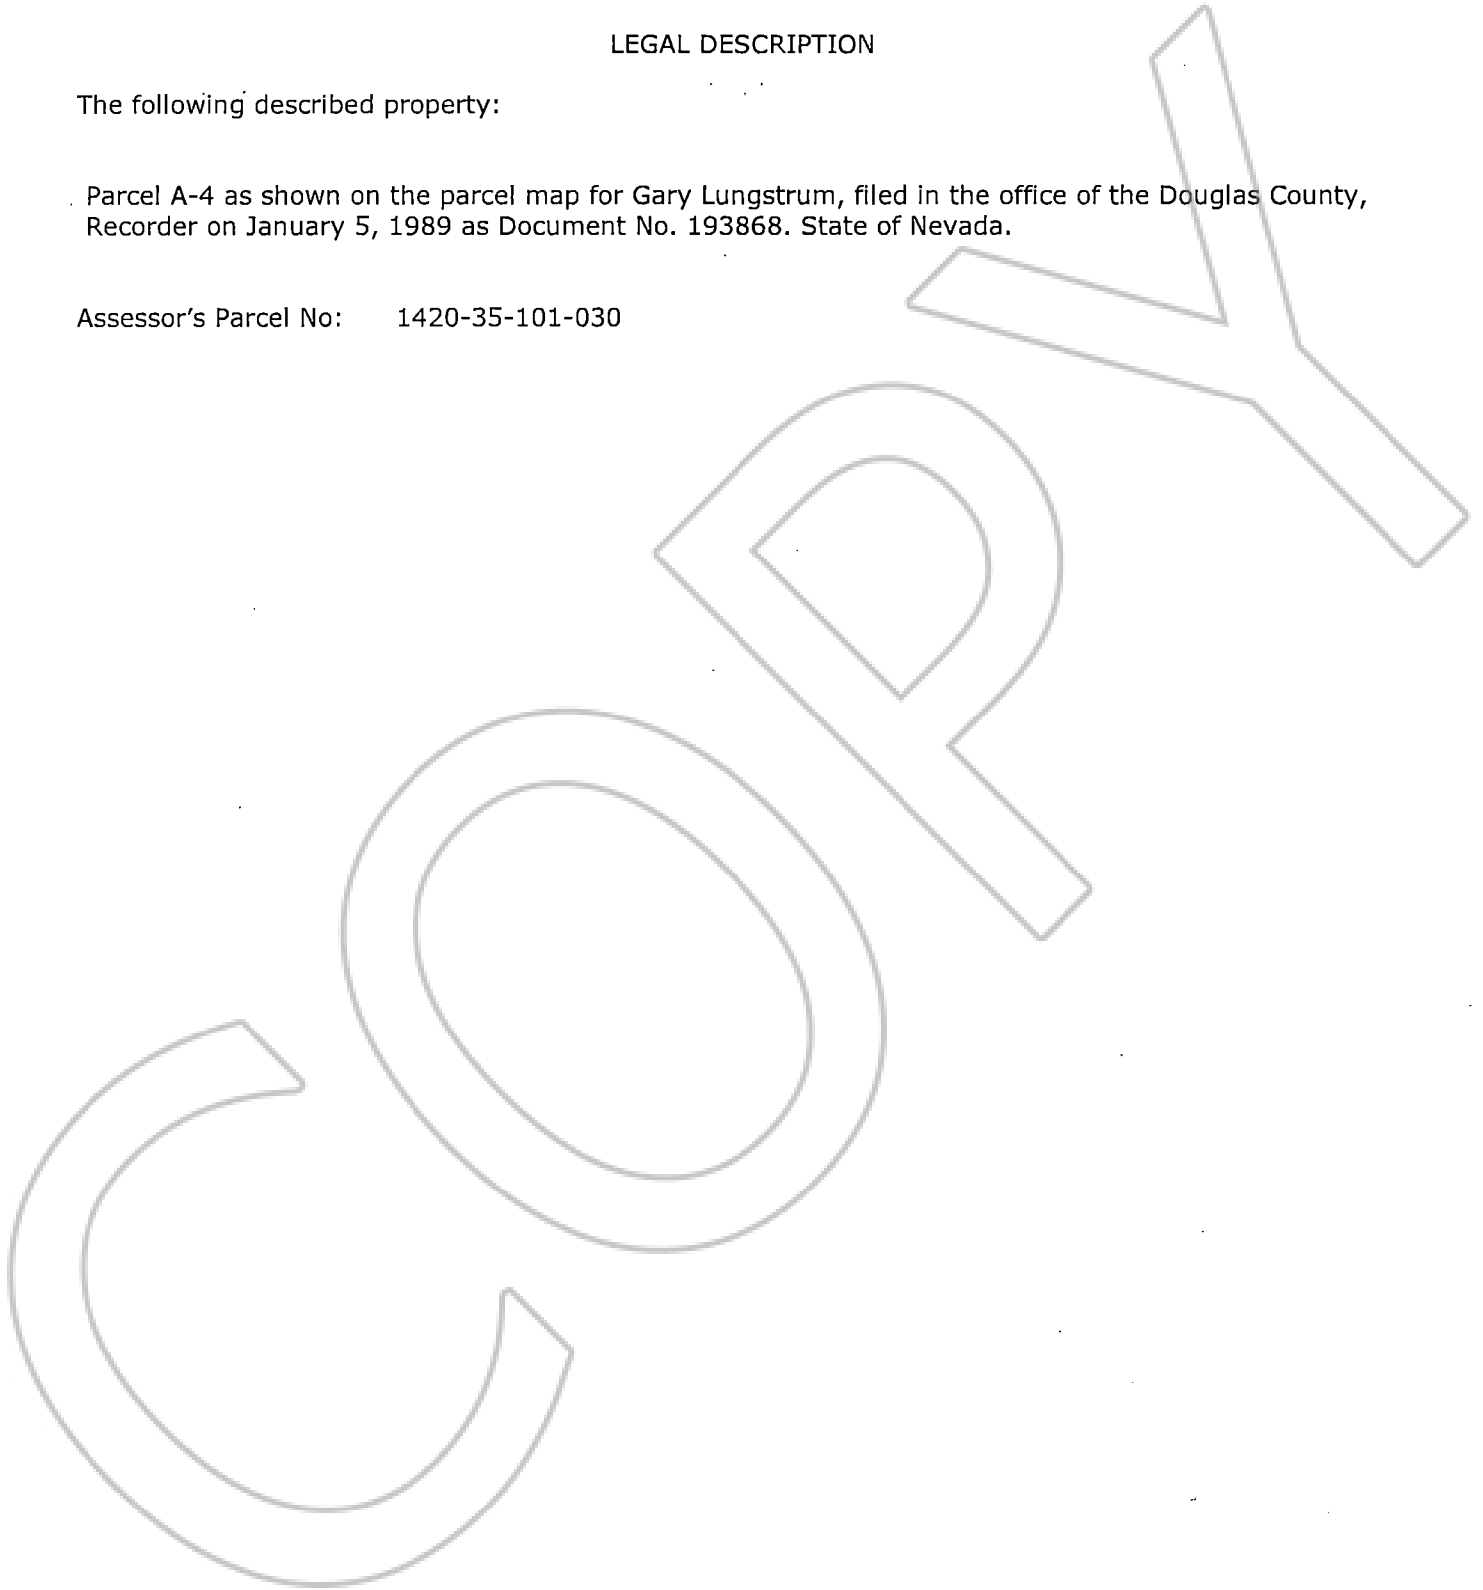 LEGAL DESCRIPTION
The following described property:
Parcel A-4 as shown on the parcel map for Gary Lungstrum, filed in the office of the Douglas County,
Recorder on January 5, 1989 as Document No. 193868. State of Nevada.
Assessor's Parcel No: 1420-35-101-030
COPY